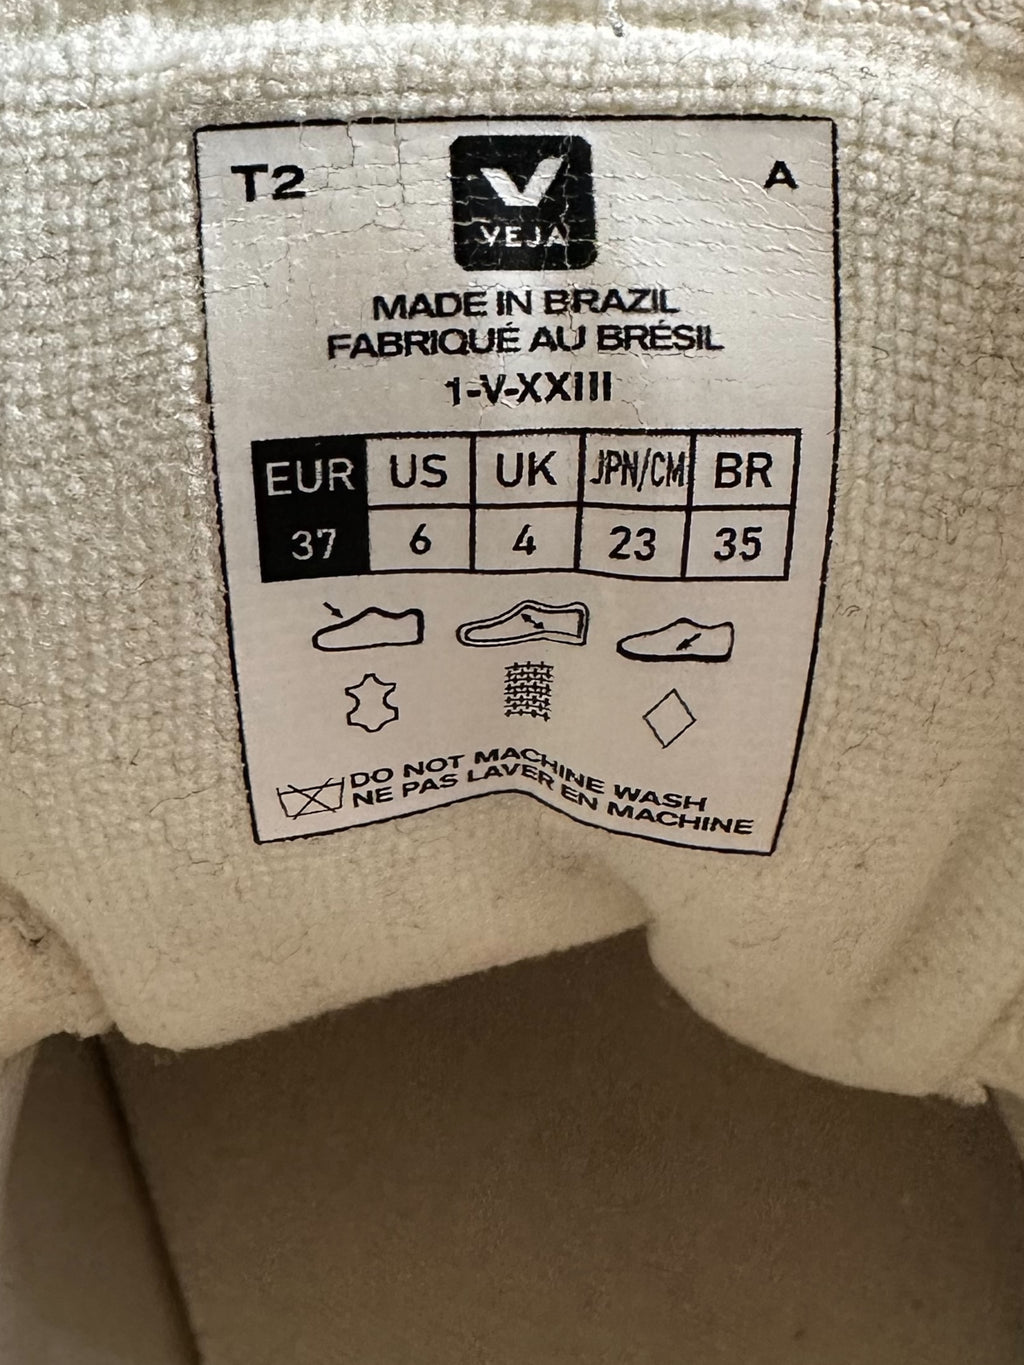 T2 VEJA A
MADE IN BRAZIL
FABRIQUÉ AU BRÉSIL
1-V-XXIII
EUR US UK JPN/CM BR
37 6 4 23 35
DO NOT MACHINE WASH
NE PAS LAVER EN MACHINE